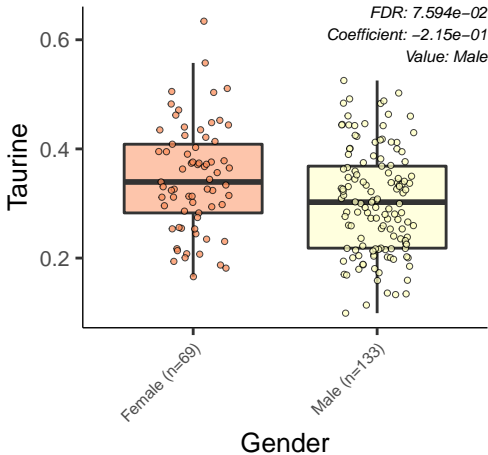 FDR: 7.594e−02
Coefficient: −2.15e−01
Value: Male
0.6
0.4
0.2
Taurine
Female (n=69)
Male (n=133)
Gender